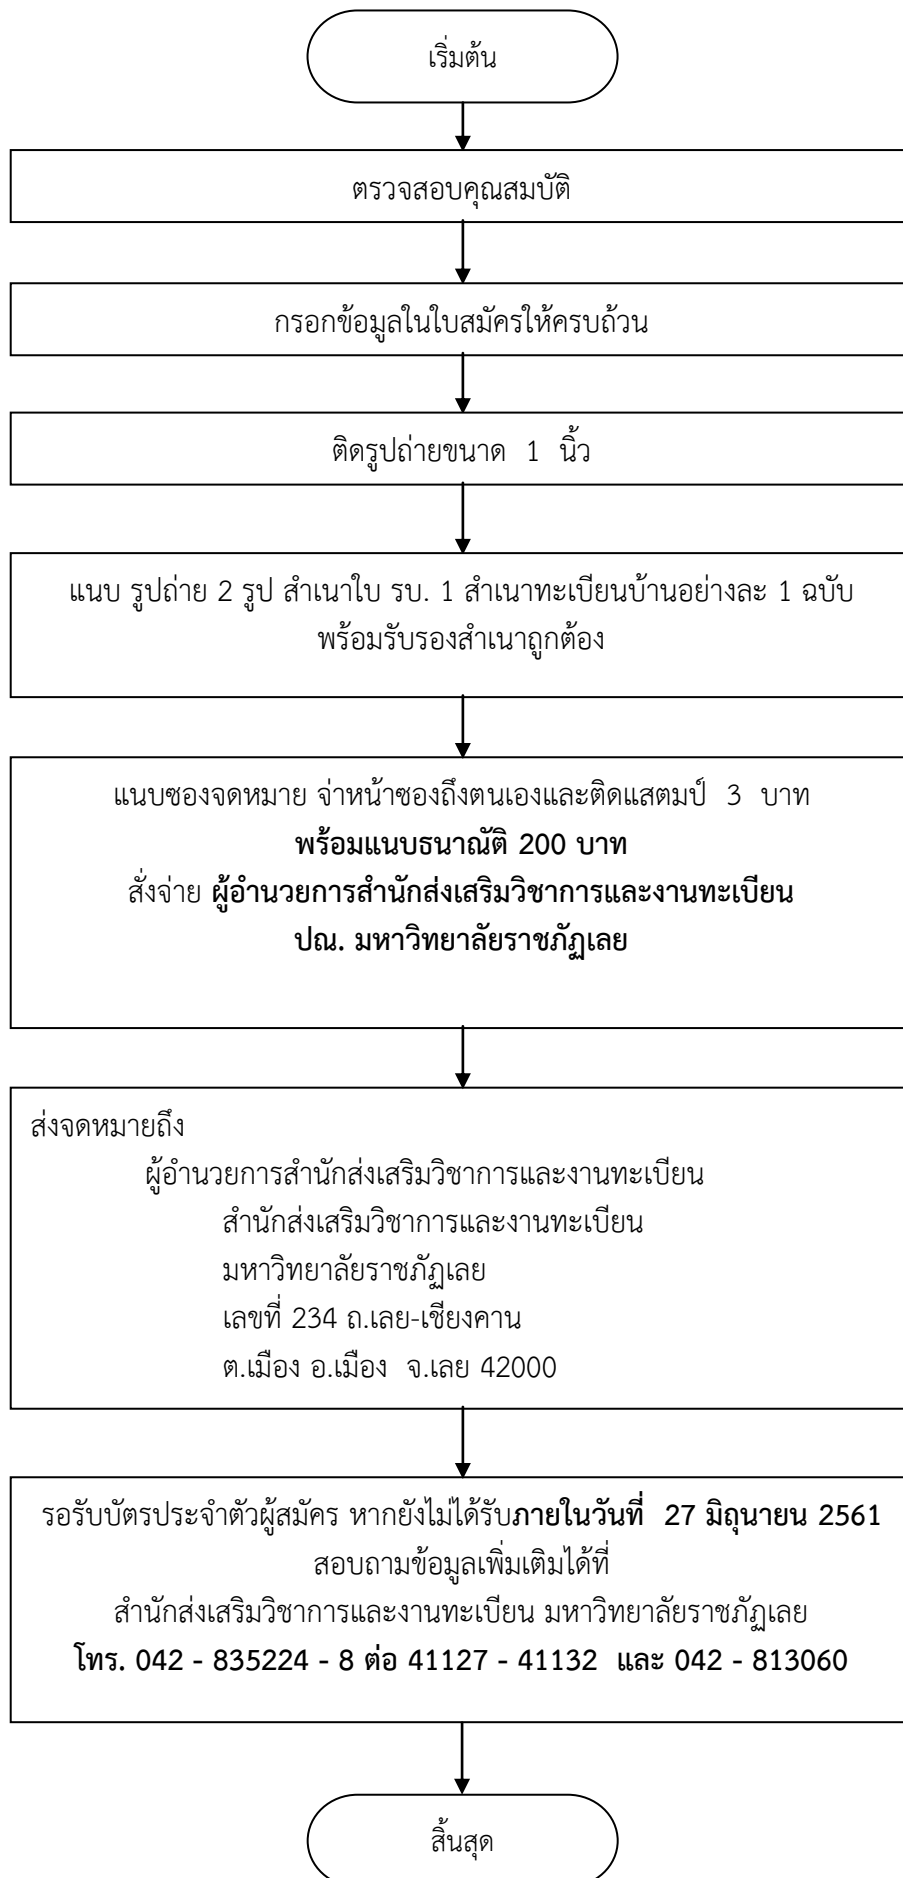 เริ่มต้น
ตรวจสอบคุณสมบัติ
กรอกข้อมูลในใบสมัครให้ครบถ้วน
ติดรูปถ่ายขนาด 1 นิ้ว
แนบ รูปถ่าย 2 รูป สำเนาใบ รบ. 1 สำเนาทะเบียนบ้านอย่างละ 1 ฉบับ
พร้อมรับรองสำเนาถูกต้อง
แนบซองจดหมาย จ่าหน้าซองถึงตนเองและติดแสตมป์ 3 บาท
พร้อมแนบธนาณัติ 200 บาท
สั่งจ่าย ผู้อำนวยการสำนักส่งเสริมวิชาการและงานทะเบียน
ปณ. มหาวิทยาลัยราชภัฏเลย
ส่งจดหมายถึง
ผู้อำนวยการสำนักส่งเสริมวิชาการและงานทะเบียน
สำนักส่งเสริมวิชาการและงานทะเบียน
มหาวิทยาลัยราชภัฏเลย
เลขที่ 234 ถ.เลย-เชียงคาน
ต.เมือง อ.เมือง จ.เลย 42000
รอรับบัตรประจำตัวผู้สมัคร หากยังไม่ได้รับภายในวันที่ 27 มิถุนายน 2561
สอบถามข้อมูลเพิ่มเติมได้ที่
สำนักส่งเสริมวิชาการและงานทะเบียน มหาวิทยาลัยราชภัฏเลย
โทร. 042 - 835224 - 8 ต่อ 41127 - 41132 และ 042 - 813060
สิ้นสุด